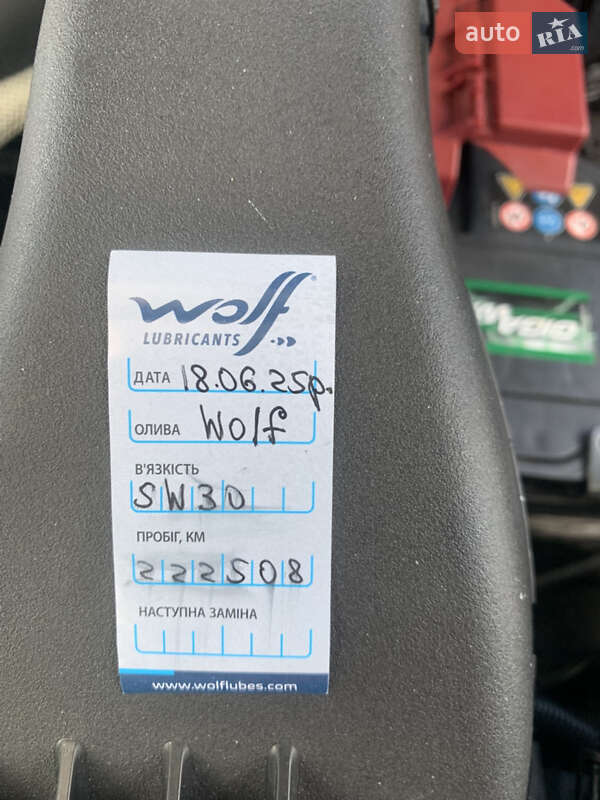 auto RIA.com
wolf
LUBRICANTS
ДАТА 18.06.25р.
ОЛИВА Wolf
В'ЯЗКІСТЬ
5W30
ПРОБІГ, КМ
222508
НАСТУПНА ЗАМІНА
www.wolflubes.com